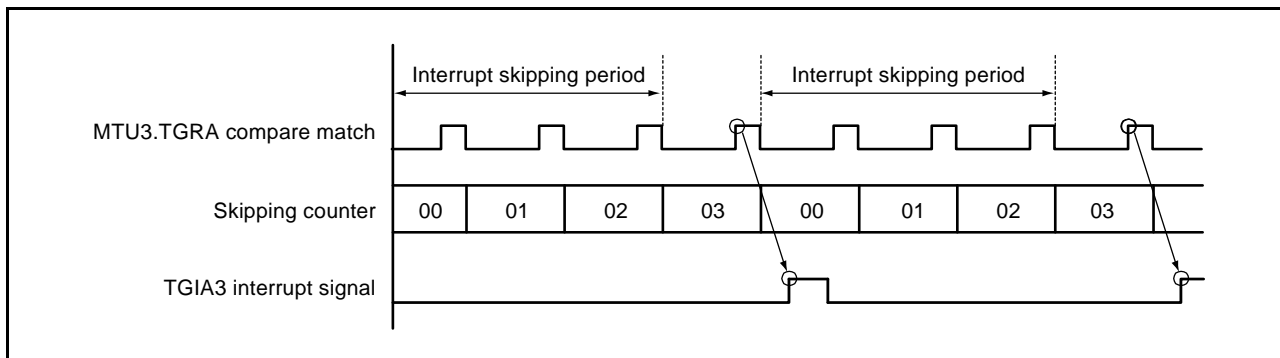 Interrupt skipping period Interrupt skipping period
MTU3.TGRA compare match
Skipping counter 00 01 02 03 00 01 02 03
TGIA3 interrupt signal